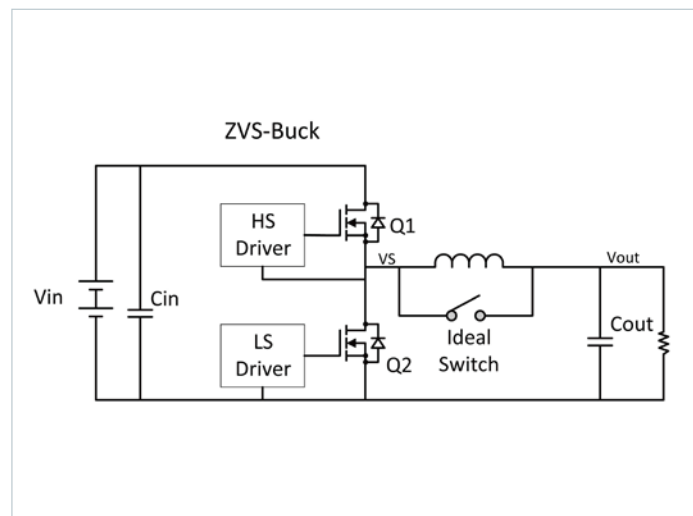 ZVS-Buck
HS
Driver
Q1
VS
Vout
Vin
Cin
LS
Driver
Q2
Ideal
Switch
Cout